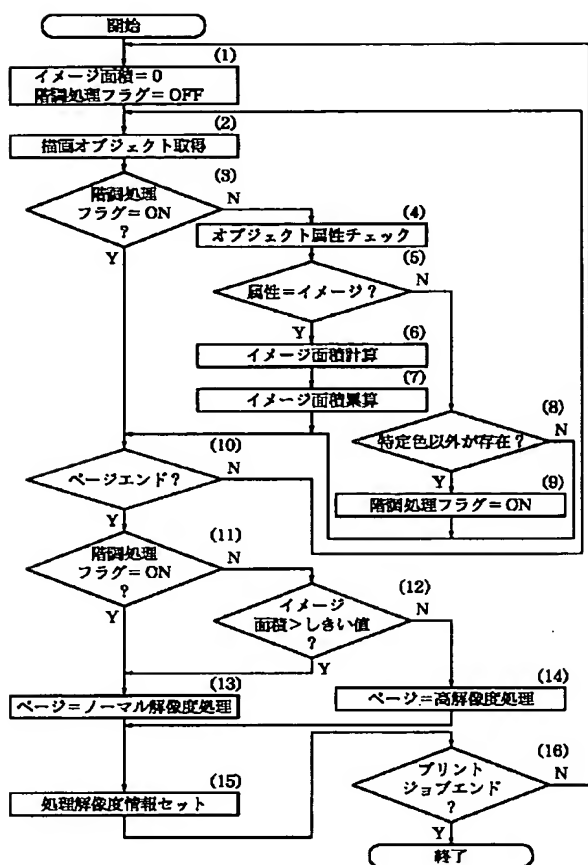 開始
(1)
イメージ面積=0
階調処理フラグ=OFF
(2)
描画オブジェクト取得
(3)
階調処理
フラグ=ON
?
N
Y
(4)
オブジェクト属性チェック
(5)
属性=イメージ?
N
Y
(6)
イメージ面積計算
(7)
イメージ面積累算
(8)
特定色以外が存在?
N
Y
(9)
階調処理フラグ=ON
(10)
ページエンド?
N
Y
(11)
階調処理
フラグ=ON
?
N
Y
(12)
イメージ
面積>しきい値
?
N
Y
(13)
ページ=ノーマル解像度処理
(14)
ページ=高解像度処理
(15)
処理解像度情報セット
(16)
プリント
ジョブエンド
?
N
Y
終了